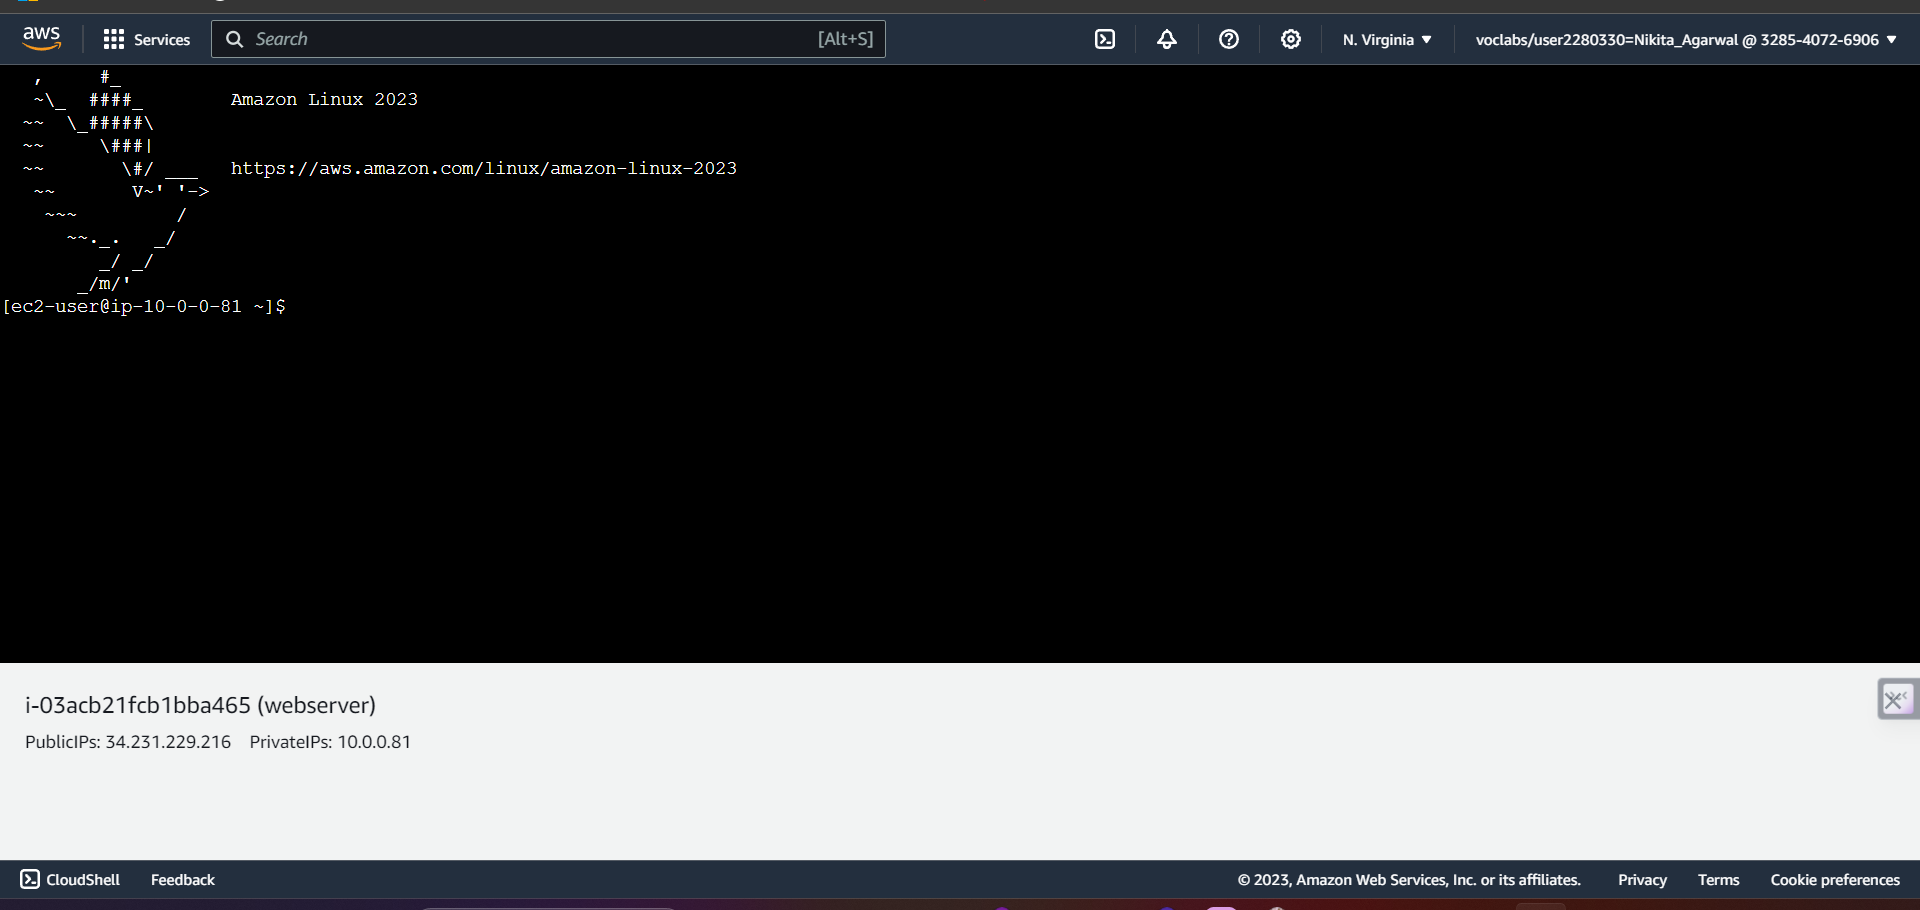 aws Services Search [Alt+S] N. Virginia ▼ voclabs/user2280330=Nikita_Agarwal @ 3285-4072-6906 ▼
   ,     #_
   ~\_  ####_        Amazon Linux 2023
  ~~  \_#####\
  ~~     \###|
  ~~       \#/ ___   https://aws.amazon.com/linux/amazon-linux-2023
   ~~       V~' '->
    ~~~         /
      ~~._.   _/
         _/ _/
       _/m/'
[ec2-user@ip-10-0-0-81 ~]$
i-03acb21fcb1bba465 (webserver)
PublicIPs: 34.231.229.216 PrivateIPs: 10.0.0.81
CloudShell Feedback © 2023, Amazon Web Services, Inc. or its affiliates. Privacy Terms Cookie preferences